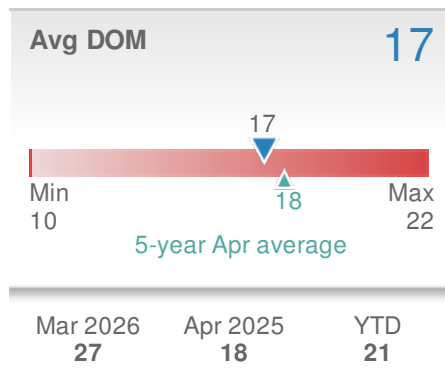 Avg DOM 17
17
Min Max
10 18 22
5-year Apr average
Mar 2026 Apr 2025 YTD
27 18 21